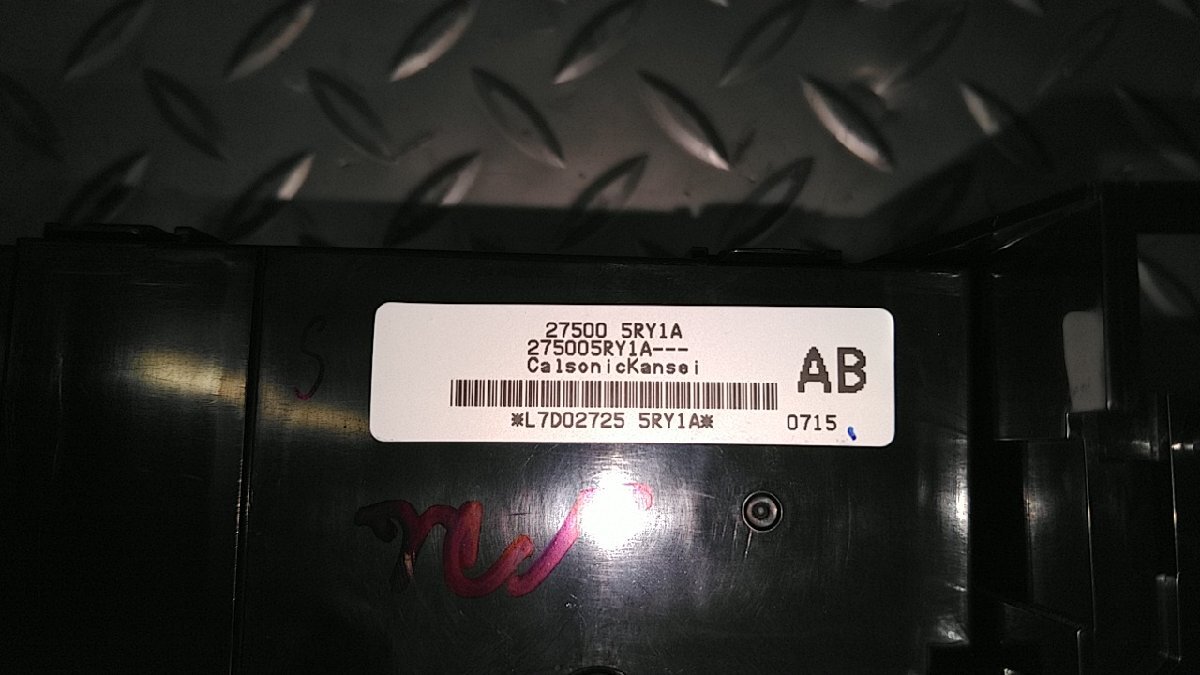 27500 5RY1A
275005RY1A---
CalsonicKansei
AB
*L7D02725 5RY1A*
0715